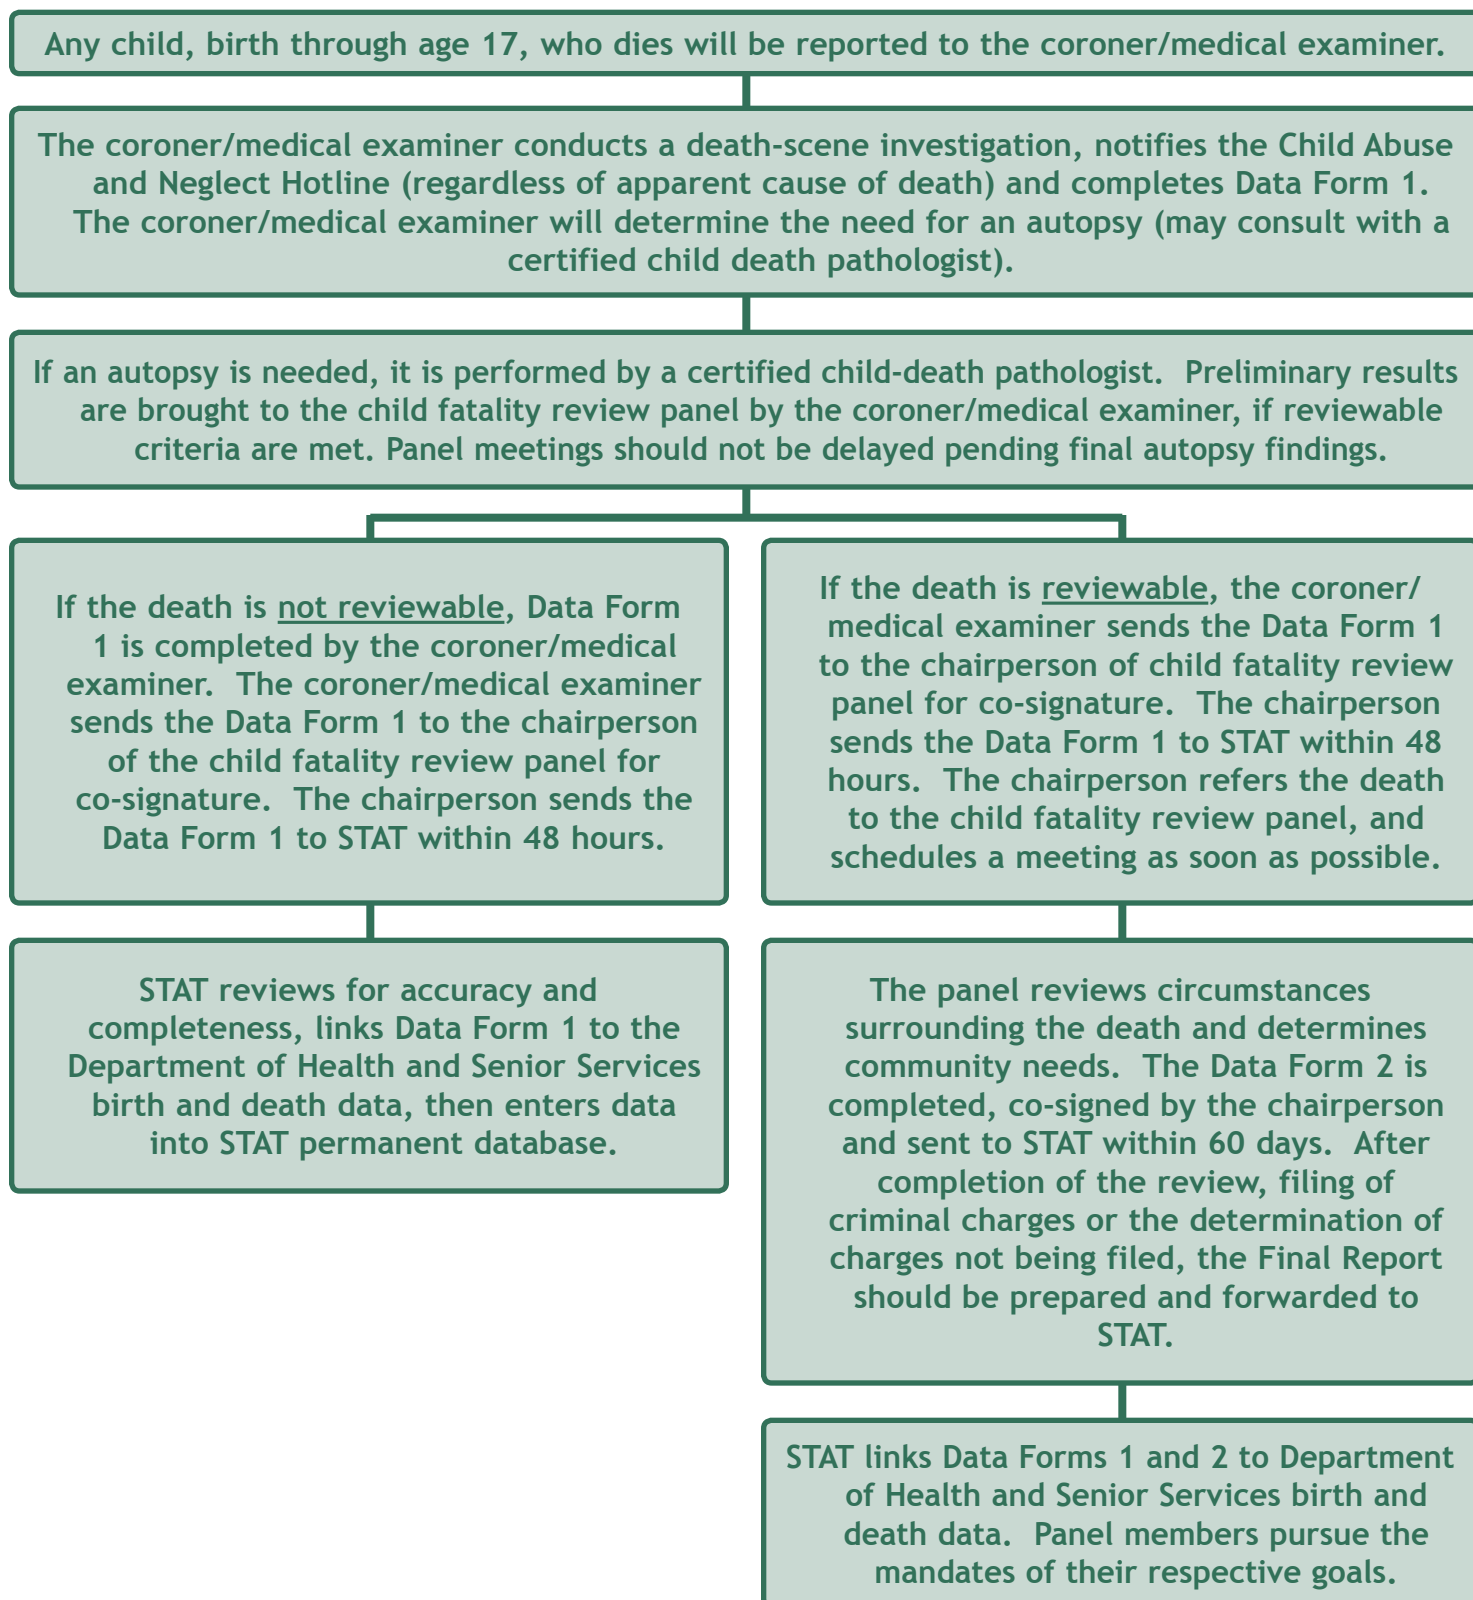 Any child, birth through age 17, who dies will be reported to the coroner/medical examiner.
The coroner/medical examiner conducts a death-scene investigation, notifies the Child Abuse
and Neglect Hotline (regardless of apparent cause of death) and completes Data Form 1.
The coroner/medical examiner will determine the need for an autopsy (may consult with a
certified child death pathologist).
If an autopsy is needed, it is performed by a certified child-death pathologist.  Preliminary results
are brought to the child fatality review panel by the coroner/medical examiner, if reviewable
criteria are met. Panel meetings should not be delayed pending final autopsy findings.
If the death is not reviewable, Data Form
1 is completed by the coroner/medical
examiner.  The coroner/medical examiner
sends the Data Form 1 to the chairperson
of the child fatality review panel for
co-signature.  The chairperson sends the
Data Form 1 to STAT within 48 hours.
If the death is reviewable, the coroner/
medical examiner sends the Data Form 1
to the chairperson of child fatality review
panel for co-signature.  The chairperson
sends the Data Form 1 to STAT within 48
hours.  The chairperson refers the death
to the child fatality review panel, and
schedules a meeting as soon as possible.
STAT reviews for accuracy and
completeness, links Data Form 1 to the
Department of Health and Senior Services
birth and death data, then enters data
into STAT permanent database.
The panel reviews circumstances
surrounding the death and determines
community needs.  The Data Form 2 is
completed, co-signed by the chairperson
and sent to STAT within 60 days.  After
completion of the review, filing of
criminal charges or the determination of
charges not being filed, the Final Report
should be prepared and forwarded to
STAT.
STAT links Data Forms 1 and 2 to Department
of Health and Senior Services birth and
death data.  Panel members pursue the
mandates of their respective goals.